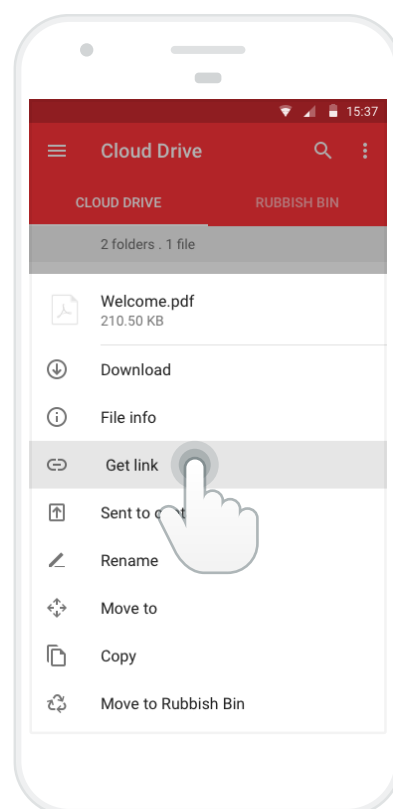 15:37
Cloud Drive
CLOUD DRIVE RUBBISH BIN
2 folders . 1 file
Welcome.pdf
210.50 KB
Download
File info
Get link
Sent to
Rename
Move to
Copy
Move to Rubbish Bin